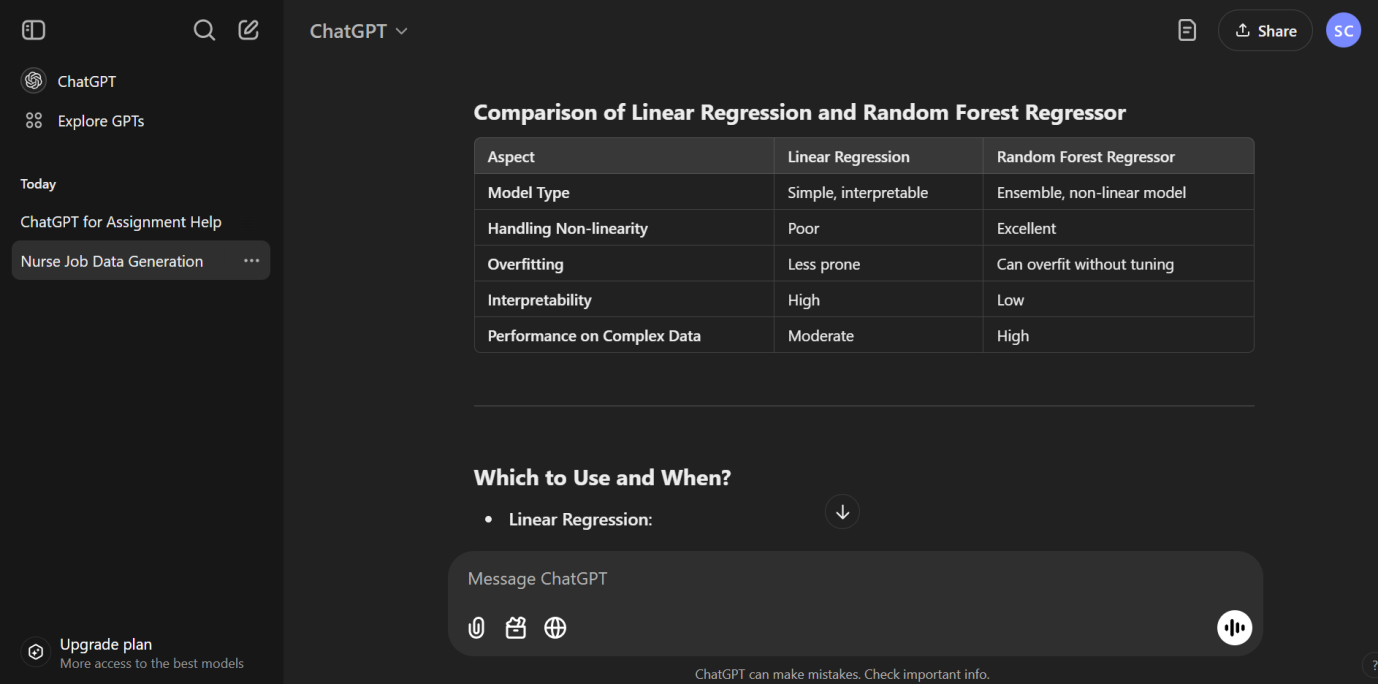 ChatGPT
Share
SC
ChatGPT
Explore GPTs
Today
ChatGPT for Assignment Help
Nurse Job Data Generation
Upgrade plan
More access to the best models
Comparison of Linear Regression and Random Forest Regressor
Aspect Linear Regression Random Forest Regressor
Model Type Simple, interpretable Ensemble, non-linear model
Handling Non-linearity Poor Excellent
Overfitting Less prone Can overfit without tuning
Interpretability High Low
Performance on Complex Data Moderate High
Which to Use and When?
• Linear Regression:
Message ChatGPT
ChatGPT can make mistakes. Check important info.
?